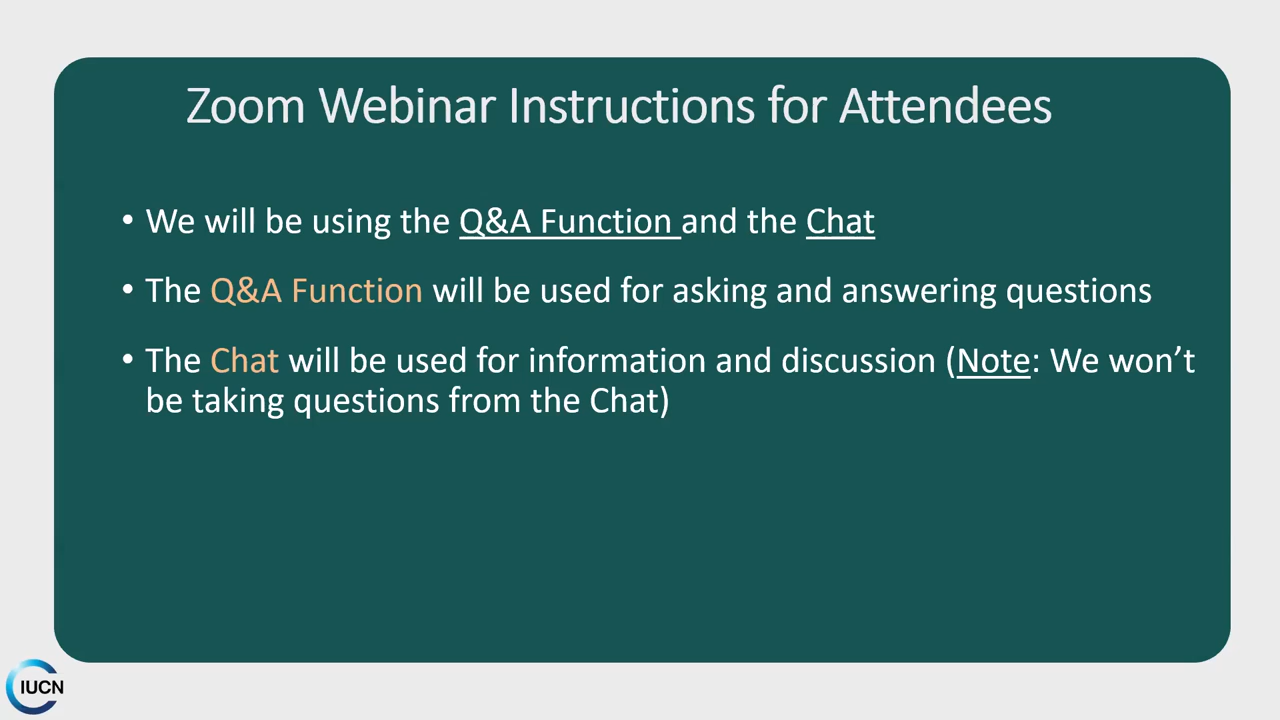 Zoom Webinar Instructions for Attendees
• We will be using the Q&A Function and the Chat
• The Q&A Function will be used for asking and answering questions
• The Chat will be used for information and discussion (Note: We won’t
be taking questions from the Chat)
IUCN